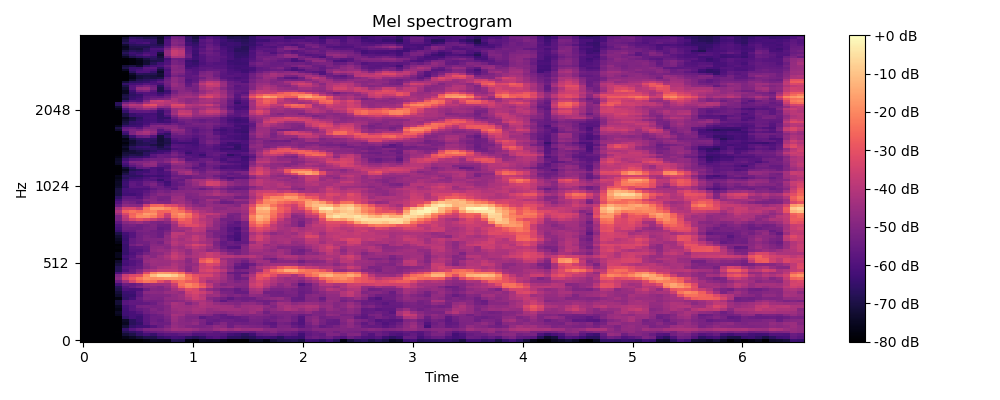 Mel spectrogram
Hz
2048
1024
512
0
0 1 2 3 4 5 6
Time
+0 dB
-10 dB
-20 dB
-30 dB
-40 dB
-50 dB
-60 dB
-70 dB
-80 dB